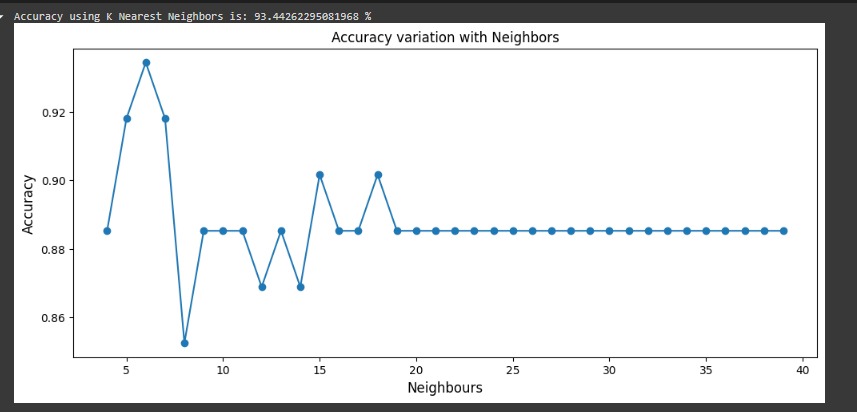 Accuracy using K Nearest Neighbors is: 93.44262295081968 %
Accuracy variation with Neighbors
0.92
0.90
0.88
0.86
Accuracy
5 10 15 20 25 30 35 40
Neighbours